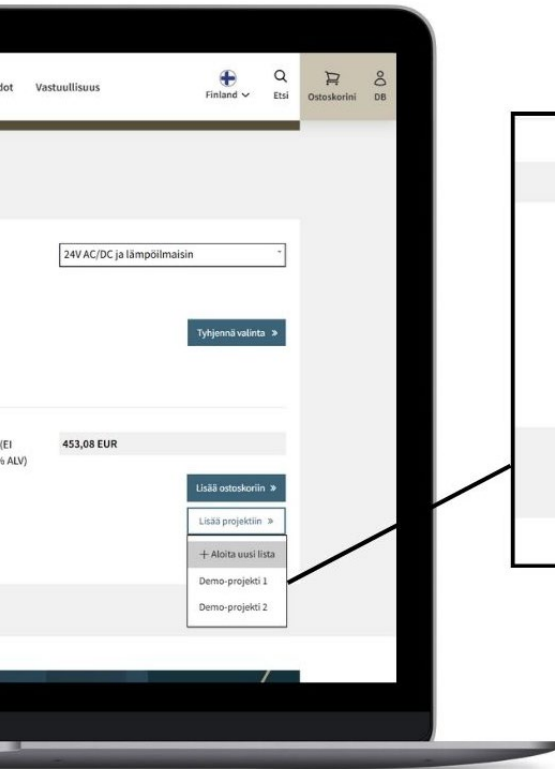 Vastuullisuus
Finland
Etsi
Ostoskorini
DB
24V AC/DC ja lämpöilmaisin
Tyhjennä valinta »
(EI
453,08 EUR
ALV)
Lisää ostoskoriin »
Lisää projektiin »
+ Aloita uusi lista
Demo-projekti 1
Demo-projekti 2